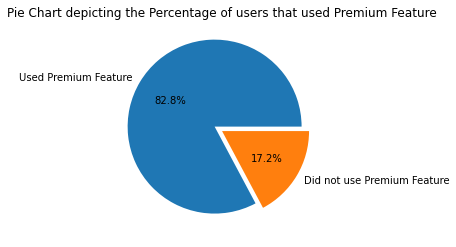 Pie Chart depicting the Percentage of users that used Premium Feature
Used Premium Feature
82.8%
17.2%
Did not use Premium Feature